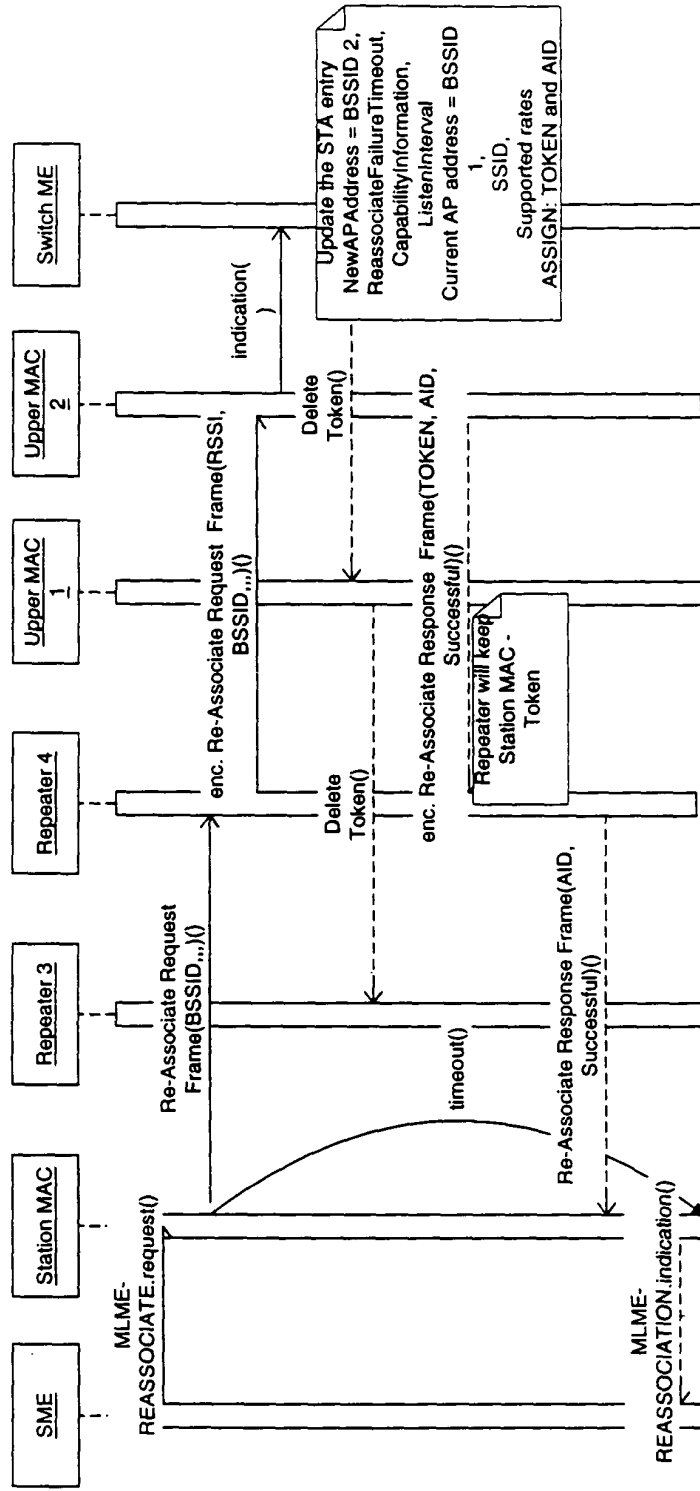 SME
Station MAC
Repeater 3
Repeater 4
Upper MAC
1
Upper MAC
2
Switch ME
MLME-
REASSOCIATE.request()
Re-Associate Request
Frame(BSSID,,,)()
enc. Re-Associate Request Frame(RSSI,
BSSID,,,)()
indication(
)
Update the STA entry
NewAPAddress = BSSID 2,
ReassociateFailureTimeout,
CapabilityInformation,
ListenInterval
Current AP address = BSSID
1,
SSID,
Supported rates
ASSIGN: TOKEN and AID
Delete
Token()
Delete
Token()
enc. Re-Associate Response Frame(TOKEN, AID,
Successful)()
Repeater will keep
Station MAC -
Token
timeout()
Re-Associate Response Frame(AID,
Successful)()
MLME-
REASSOCIATION.indication()